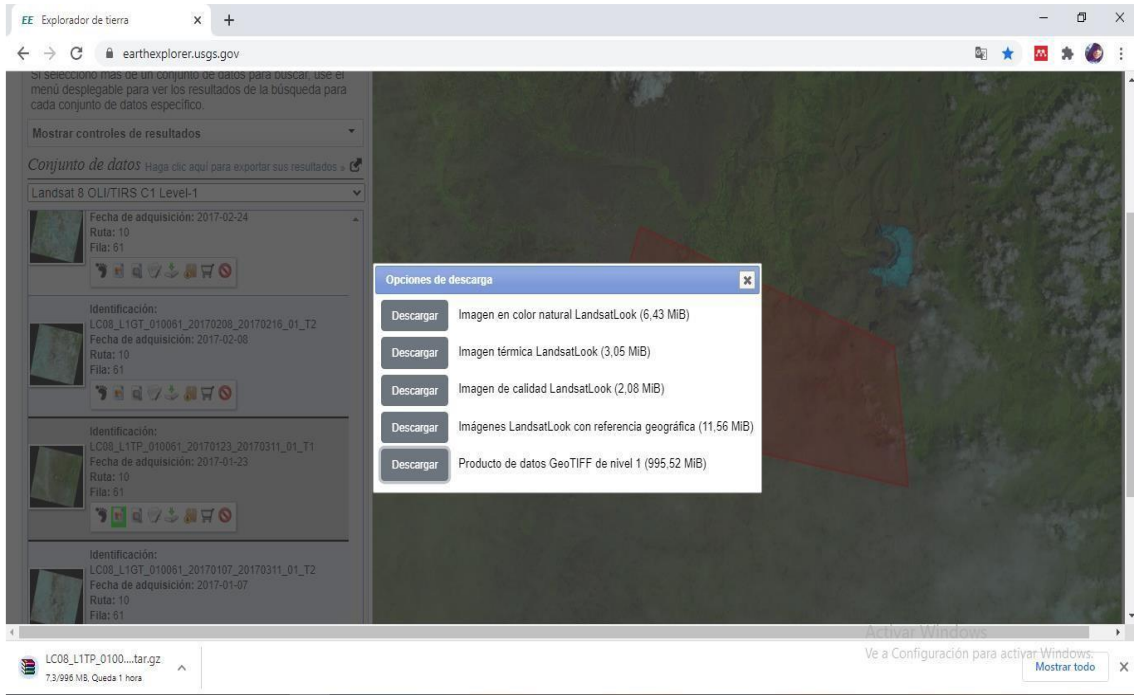 EE Explorador de tierra
earthexplorer.usgs.gov
Si seleccionó más de un conjunto de datos para buscar, use el
menú desplegable para ver los resultados de la búsqueda para
cada conjunto de datos específico.
Mostrar controles de resultados
Conjunto de datos Haga clic aquí para exportar sus resultados »
Landsat 8 OLI/TIRS C1 Level-1
Fecha de adquisición: 2017-02-24
Ruta: 10
Fila: 61
Identificación:
LC08_L1GT_010061_20170208_20170216_01_T2
Fecha de adquisición: 2017-02-08
Ruta: 10
Fila: 61
Identificación:
LC08_L1TP_010061_20170123_20170311_01_T1
Fecha de adquisición: 2017-01-23
Ruta: 10
Fila: 61
Identificación:
LC08_L1GT_010061_20170107_20170311_01_T2
Fecha de adquisición: 2017-01-07
Ruta: 10
Fila: 61
Opciones de descarga
Descargar Imagen en color natural LandsatLook (6,43 MiB)
Descargar Imagen térmica LandsatLook (3,05 MiB)
Descargar Imagen de calidad LandsatLook (2,08 MiB)
Descargar Imágenes LandsatLook con referencia geográfica (11,56 MiB)
Descargar Producto de datos GeoTIFF de nivel 1 (995,52 MiB)
Activar Windows
Ve a Configuración para activar Windows.
LC08_L1TP_0100....tar.gz
7.3/996 MB, Queda 1 hora
Mostrar todo